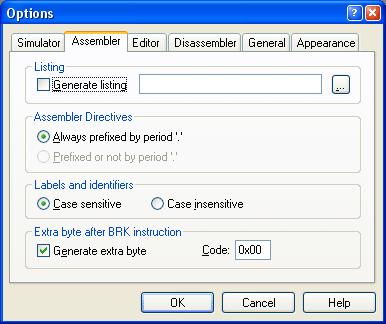 Options
Simulator Assembler Editor Disassembler General Appearance
Listing
Generate listing ...
Assembler Directives
Always prefixed by period '.'
Prefixed or not by period '.'
Labels and identifiers
Case sensitive Case insensitive
Extra byte after BRK instruction
Generate extra byte Code: 0x00
OK Cancel Help